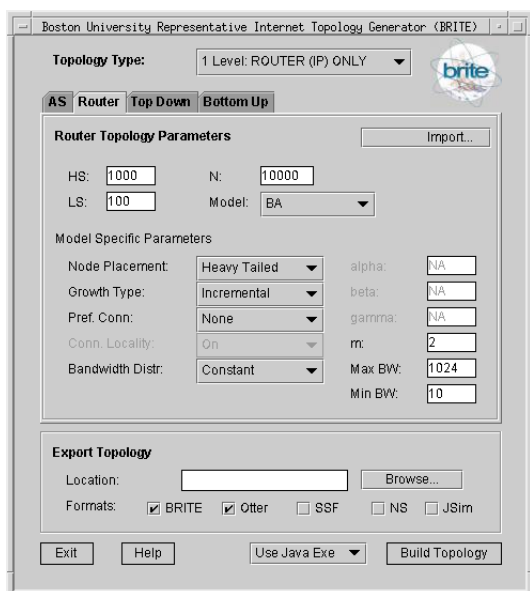 Boston University Representative Internet Topology Generator (BRITE)
Topology Type: 1 Level: ROUTER (IP) ONLY
brite
AS Router Top Down Bottom Up
Router Topology Parameters Import...
HS: 1000 N: 10000
LS: 100 Model: BA
Model Specific Parameters
Node Placement: Heavy Tailed alpha: NA
Growth Type: Incremental beta: NA
Pref. Conn: None gamma: NA
Conn. Locality: On m: 2
Bandwidth Distr: Constant Max BW: 1024
Min BW: 10
Export Topology
Location: Browse...
Formats: BRITE Otter SSF NS JSim
Exit Help Use Java Exe Build Topology